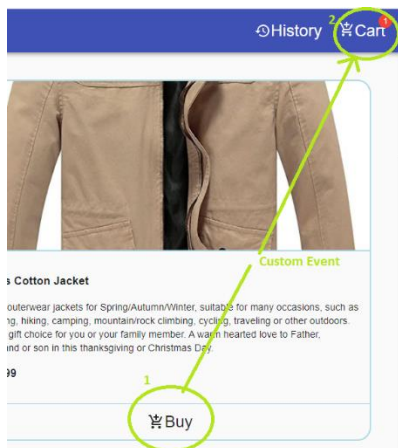 History
2
Cart
1
s Cotton Jacket
Custom Event
outerwear jackets for Spring/Autumn/Winter, suitable for many occasions, such as
ng, hiking, camping, mountain/rock climbing, cycling, traveling or other outdoors.
gift choice for you or your family member. A warm hearted love to Father,
and or son in this thanksgiving or Christmas Day.
99
1
Buy